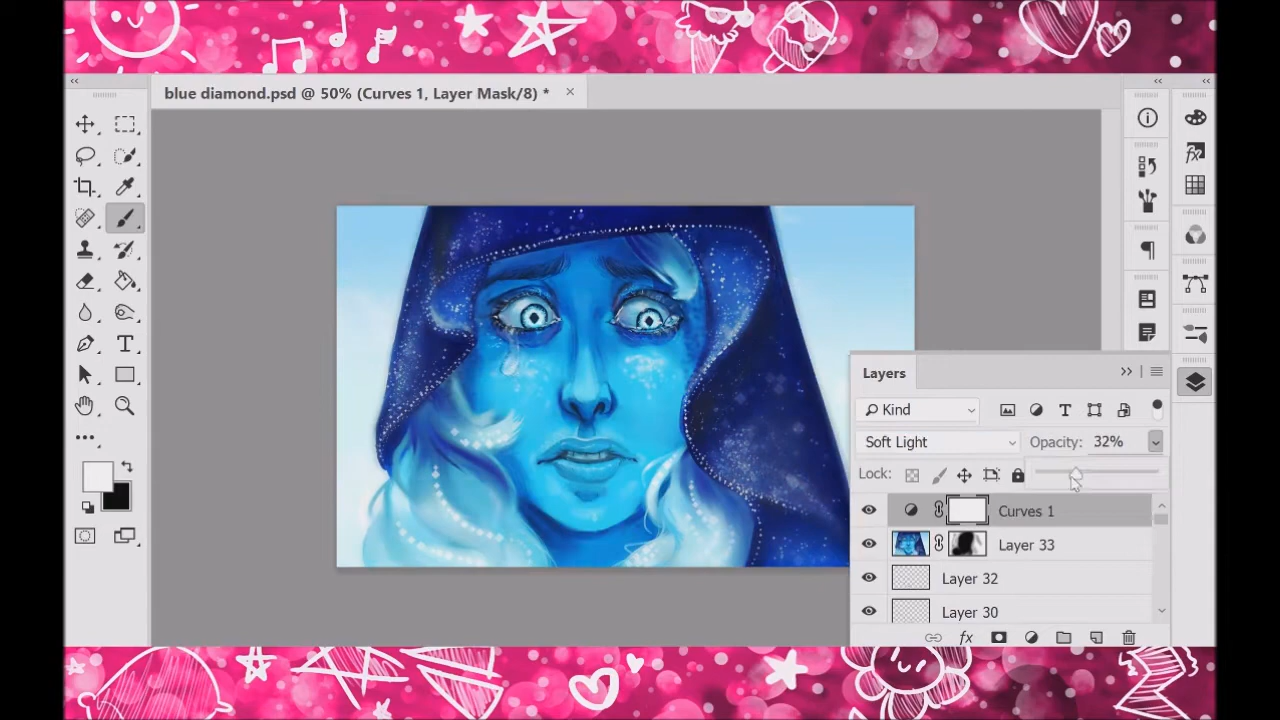 blue diamond.psd @ 50% (Curves 1, Layer Mask/8) *
Layers
Kind
Soft Light
Opacity: 32%
Lock:
Curves 1
Layer 33
Layer 32
Layer 30
fx